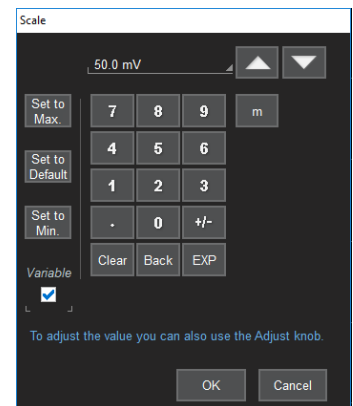 Scale
50.0 mV
Set to
Max.
7 8 9 m
Set to
Default
4 5 6
1 2 3
Set to
Min.
. 0 +/-
Clear Back EXP
Variable
To adjust the value you can also use the Adjust knob.
OK Cancel